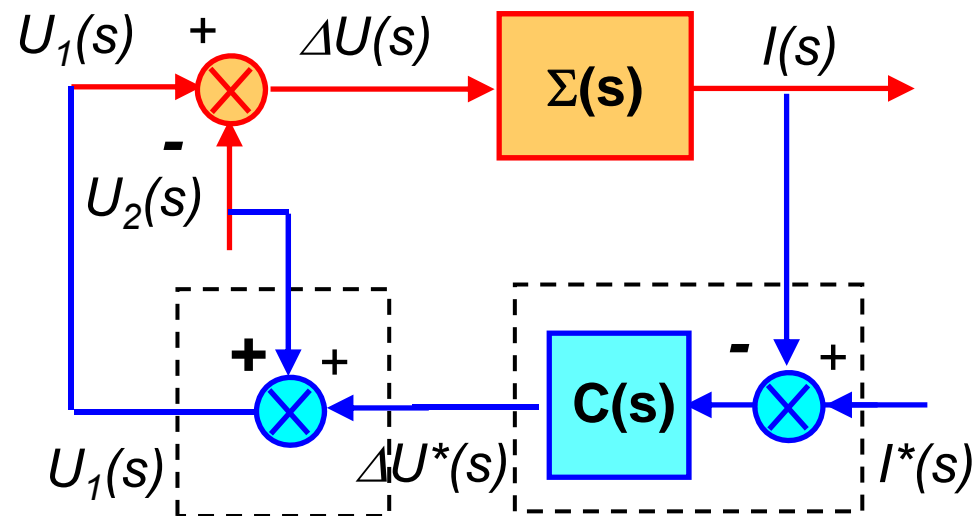 U₁(s) + ΔU(s) I(s)
Σ(s)
-
U₂(s)
+ + - +
C(s)
U₁(s) ΔU*(s) I*(s)